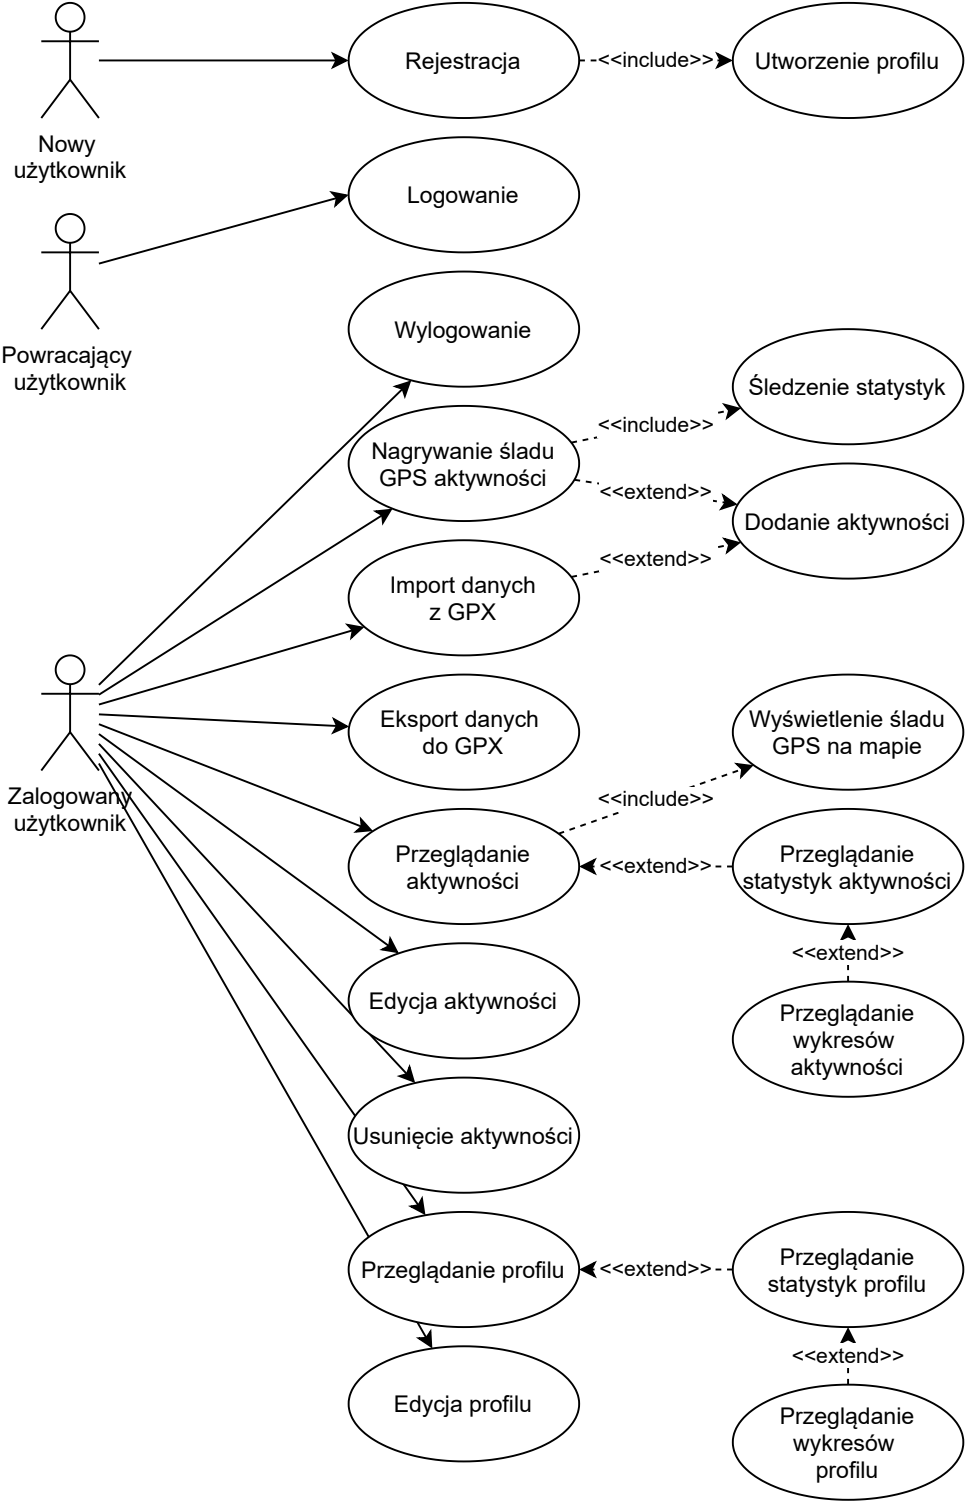 Nowy
użytkownik
Rejestracja
<<include>>
Utworzenie profilu
Powracający
użytkownik
Logowanie
Wylogowanie
Nagrywanie śladu
GPS aktywności
<<include>>
Śledzenie statystyk
<<extend>>
Dodanie aktywności
Import danych
z GPX
<<extend>>
Zalogowany
użytkownik
Eksport danych
do GPX
Wyświetlenie śladu
GPS na mapie
<<include>>
Przeglądanie
aktywności
<<extend>>
Przeglądanie
statystyk aktywności
<<extend>>
Przeglądanie
wykresów
aktywności
Edycja aktywności
Usunięcie aktywności
Przeglądanie profilu
<<extend>>
Przeglądanie
statystyk profilu
<<extend>>
Przeglądanie
wykresów
profilu
Edycja profilu